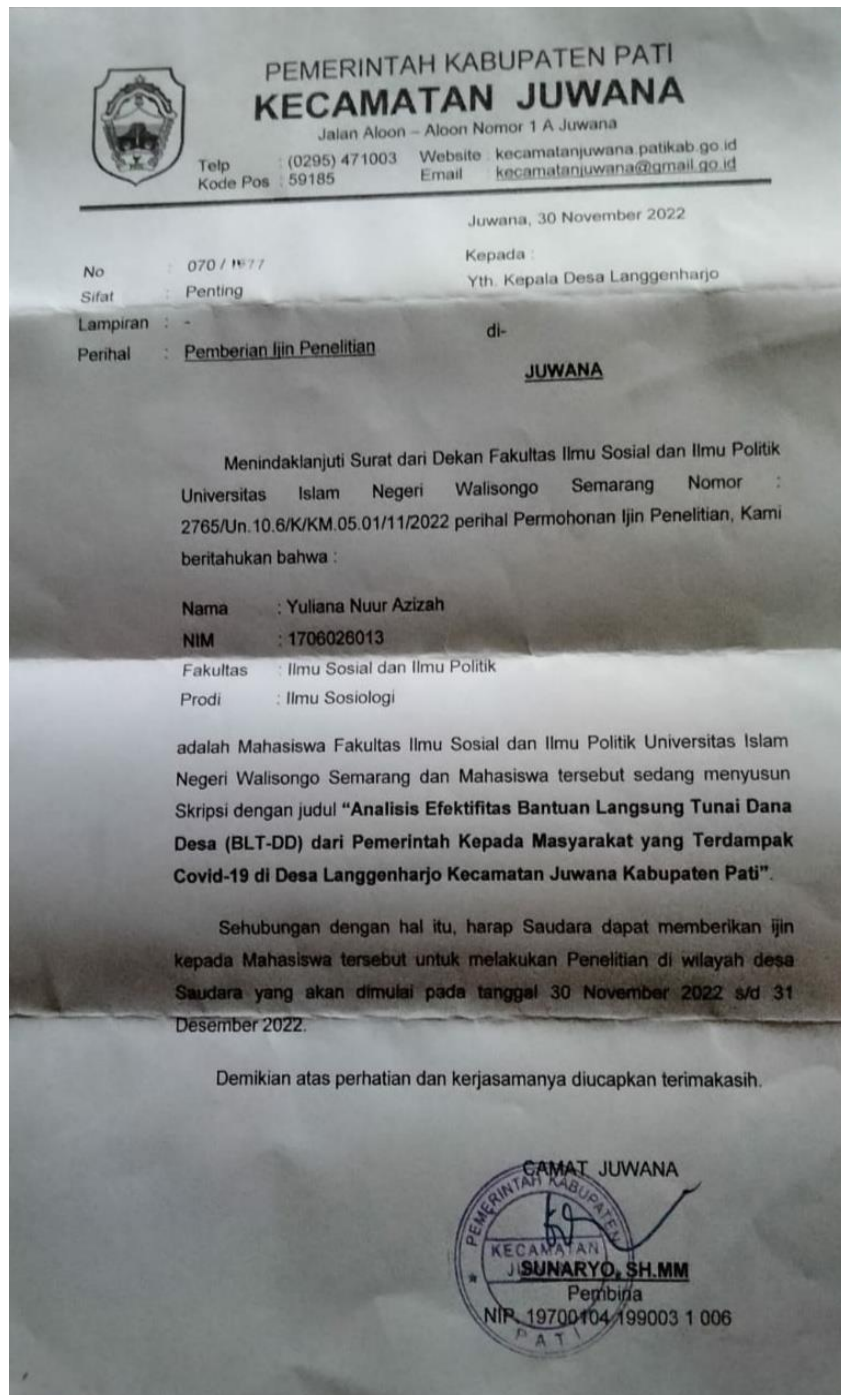 PEMERINTAH KABUPATEN PATI
KECAMATAN JUWANA
Jalan Aloon – Aloon Nomor 1 A Juwana
Telp : (0295) 471003 Website : kecamatanjuwana.patikab.go.id
Kode Pos : 59185 Email : kecamatanjuwana@gmail.go.id
Juwana, 30 November 2022
Kepada :
Yth. Kepala Desa Langgenharjo
di-
JUWANA
No : 070 /
Sifat : Penting
Lampiran : -
Perihal : Pemberian Ijin Penelitian
Menindaklanjuti Surat dari Dekan Fakultas Ilmu Sosial dan Ilmu Politik
Universitas Islam Negeri Walisongo Semarang Nomor :
2765/Un.10.6/K/KM.05.01/11/2022 perihal Permohonan Ijin Penelitian, Kami
beritahukan bahwa :
Nama : Yuliana Nuur Azizah
NIM : 1706026013
Fakultas : Ilmu Sosial dan Ilmu Politik
Prodi : Ilmu Sosiologi
adalah Mahasiswa Fakultas Ilmu Sosial dan Ilmu Politik Universitas Islam
Negeri Walisongo Semarang dan Mahasiswa tersebut sedang menyusun
Skripsi dengan judul “Analisis Efektifitas Bantuan Langsung Tunai Dana
Desa (BLT-DD) dari Pemerintah Kepada Masyarakat yang Terdampak
Covid-19 di Desa Langgenharjo Kecamatan Juwana Kabupaten Pati”.
Sehubungan dengan hal itu, harap Saudara dapat memberikan ijin
kepada Mahasiswa tersebut untuk melakukan Penelitian di wilayah desa
Saudara yang akan dimulai pada tanggal 30 November 2022 s/d 31
Desember 2022.
Demikian atas perhatian dan kerjasamanya diucapkan terimakasih.
CAMAT JUWANA
PEMERINTAH KABUPATEN
KECAMATAN
PATI
SUNARYO, SH.MM
Pembina
NIP. 19700104 199003 1 006